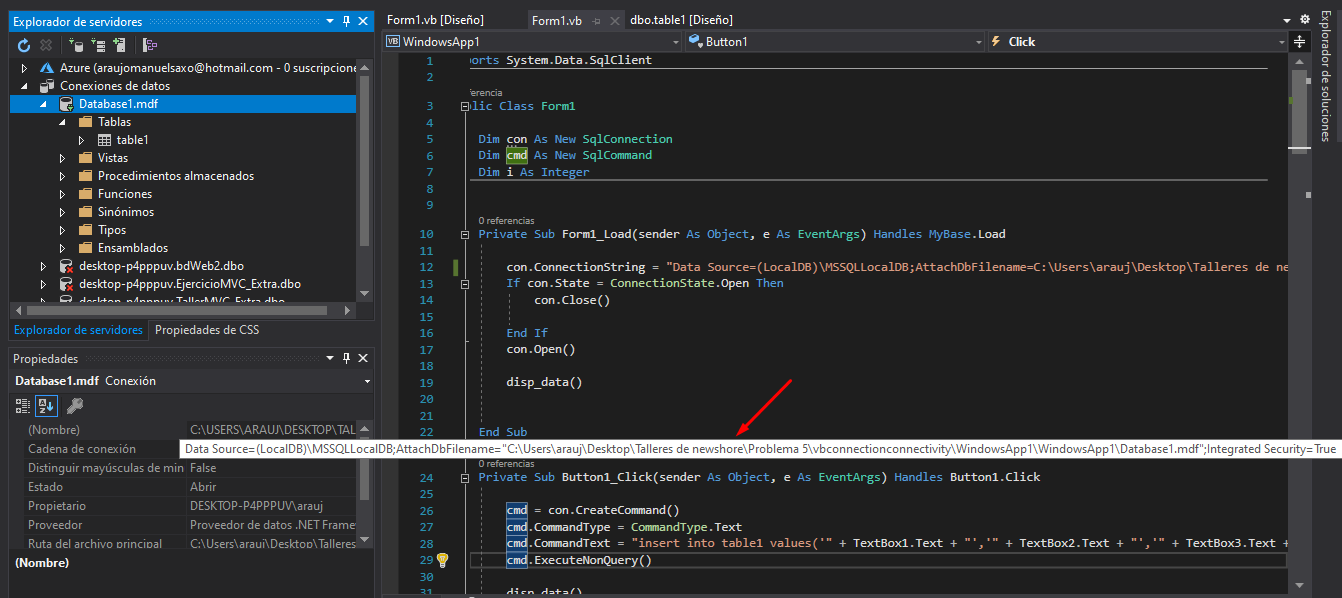 Explorador de servidores
Azure (araujomanuelsaxo@hotmail.com - 0 suscripcione
Conexiones de datos
Database1.mdf
Tablas
table1
Vistas
Procedimientos almacenados
Funciones
Sinónimos
Tipos
Ensamblados
desktop-p4pppuv.bdWeb2.dbo
desktop-p4pppuv.EjercicioMVC_Extra.dbo
desktop-p4pppuv.TallerMVC_Extra.dbo
Explorador de servidores
Propiedades de CSS
Propiedades
Database1.mdf Conexión
(Nombre) C:\USERS\ARAUJ\DESKTOP\TAL
Cadena de conexión
Data Source=(LocalDB)\MSSQLLocalDB;AttachDbFilename="C:\Users\arauj\Desktop\Talleres de newshore\Problema 5\vbconnectionconnectivity\WindowsApp1\WindowsApp1\Database1.mdf";Integrated Security=True
Distinguir mayúsculas de min False
Estado Abrir
Propietario DESKTOP-P4PPPUV\arauj
Proveedor Proveedor de datos .NET Frame
Ruta del archivo principal C:\Users\arauj\Desktop\Talleres
(Nombre)
Form1.vb [Diseño]
Form1.vb
dbo.table1 [Diseño]
VB WindowsApp1
Button1
Click
1 ports System.Data.SqlClient
2
ferencia
3 lic Class Form1
4
5 Dim con As New SqlConnection
6 Dim cmd As New SqlCommand
7 Dim i As Integer
8
9
0 referencias
10 Private Sub Form1_Load(sender As Object, e As EventArgs) Handles MyBase.Load
11
12 con.ConnectionString = "Data Source=(LocalDB)\MSSQLLocalDB;AttachDbFilename=C:\Users\arauj\Desktop\Talleres de ne
13 If con.State = ConnectionState.Open Then
14 con.Close()
15
16 End If
17 con.Open()
18
19 disp_data()
20
21
22 End Sub
0 referencias
24 Private Sub Button1_Click(sender As Object, e As EventArgs) Handles Button1.Click
25
26 cmd = con.CreateCommand()
27 cmd.CommandType = CommandType.Text
28 cmd.CommandText = "insert into table1 values('" + TextBox1.Text + "','" + TextBox2.Text + "','" + TextBox3.Text +
29 cmd.ExecuteNonQuery()
30
31 disp_data()
Explorador de soluciones